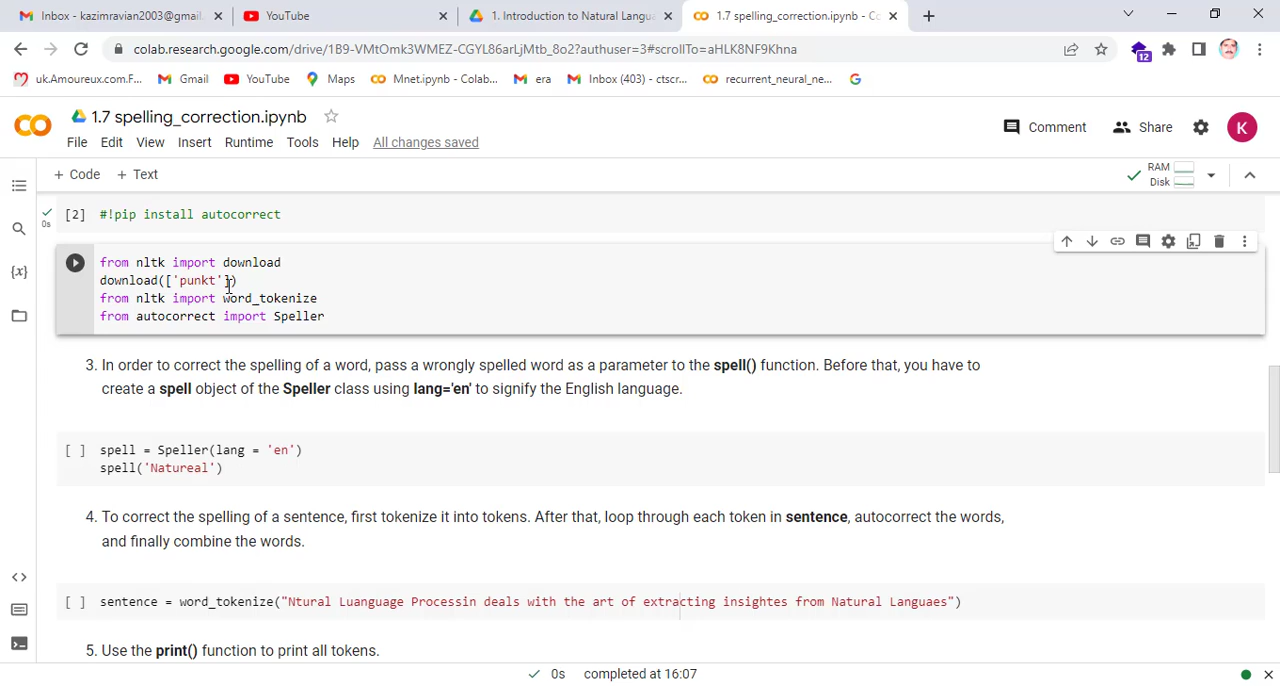 Inbox - kazimravian2003@gmail.
YouTube
1. Introduction to Natural Langua
1.7 spelling_correction.ipynb - Co
colab.research.google.com/drive/1B9-VMtOmk3WMEZ-CGYL86arLjMtb_8o2?authuser=3#scrollTo=aHLK8NF9Khna
12
uk.Amoureux.com.F...
Gmail
YouTube
Maps
Mnet.ipynb - Colab...
era
Inbox (403) - ctscr...
recurrent_neural_ne...
1.7 spelling_correction.ipynb
Comment
Share
K
File Edit View Insert Runtime Tools Help All changes saved
+ Code + Text
RAM
Disk
[2] #!pip install autocorrect
0s
from nltk import download
download(['punkt'])
from nltk import word_tokenize
from autocorrect import Speller
3. In order to correct the spelling of a word, pass a wrongly spelled word as a parameter to the spell() function. Before that, you have to
create a spell object of the Speller class using lang='en' to signify the English language.
[ ] spell = Speller(lang = 'en')
spell('Natureal')
4. To correct the spelling of a sentence, first tokenize it into tokens. After that, loop through each token in sentence, autocorrect the words,
and finally combine the words.
[ ] sentence = word_tokenize("Ntural Luanguage Processin deals with the art of extracting insightes from Natural Languaes")
5. Use the print() function to print all tokens.
0s completed at 16:07